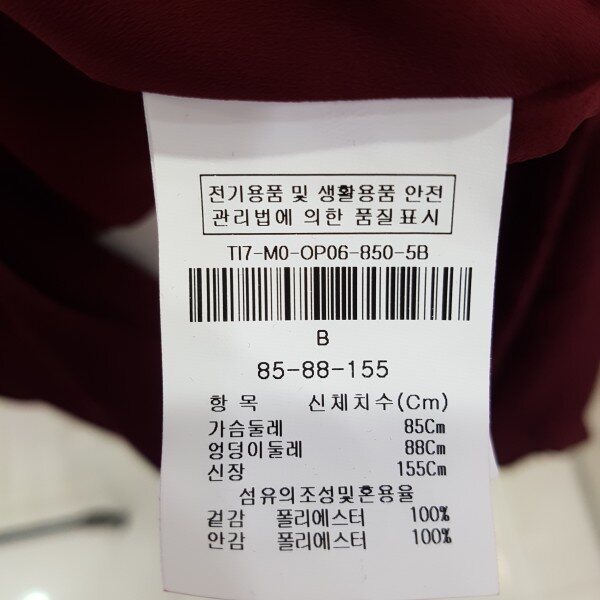 전기용품 및 생활용품 안전
관리법에 의한 품질표시
TI7-M0-OP06-850-5B
B
85-88-155
항 목 신체치수(Cm)
가슴둘레 85Cm
엉덩이둘레 88Cm
신장 155Cm
섬유의조성및혼용율
겉감 폴리에스터 100%
안감 폴리에스터 100%